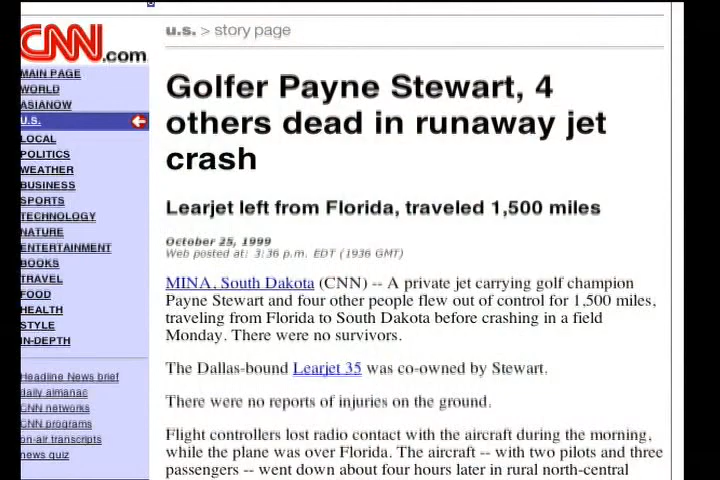 CNN.com
MAIN PAGE
WORLD
ASIANOW
U.S.
LOCAL
POLITICS
WEATHER
BUSINESS
SPORTS
TECHNOLOGY
NATURE
ENTERTAINMENT
BOOKS
TRAVEL
FOOD
HEALTH
STYLE
IN-DEPTH
Headline News brief
daily almanac
CNN networks
CNN programs
on-air transcripts
news quiz
u.s. > story page
Golfer Payne Stewart, 4
others dead in runaway jet
crash
Learjet left from Florida, traveled 1,500 miles
October 25, 1999
Web posted at: 3:36 p.m. EDT (1936 GMT)
MINA, South Dakota (CNN) -- A private jet carrying golf champion
Payne Stewart and four other people flew out of control for 1,500 miles,
traveling from Florida to South Dakota before crashing in a field
Monday. There were no survivors.
The Dallas-bound Learjet 35 was co-owned by Stewart.
There were no reports of injuries on the ground.
Flight controllers lost radio contact with the aircraft during the morning,
while the plane was over Florida. The aircraft -- with two pilots and three
passengers -- went down about four hours later in rural north-central